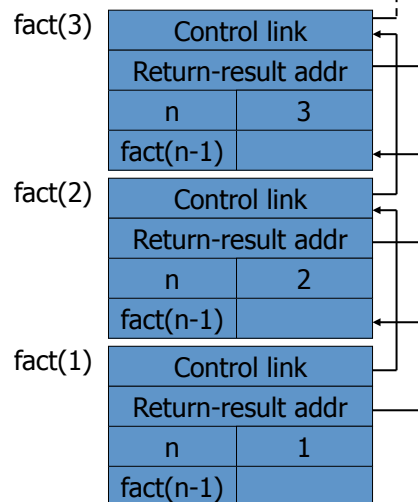 fact(3)
Control link
Return-result addr
n 3
fact(n-1)
fact(2)
Control link
Return-result addr
n 2
fact(n-1)
fact(1)
Control link
Return-result addr
n 1
fact(n-1)